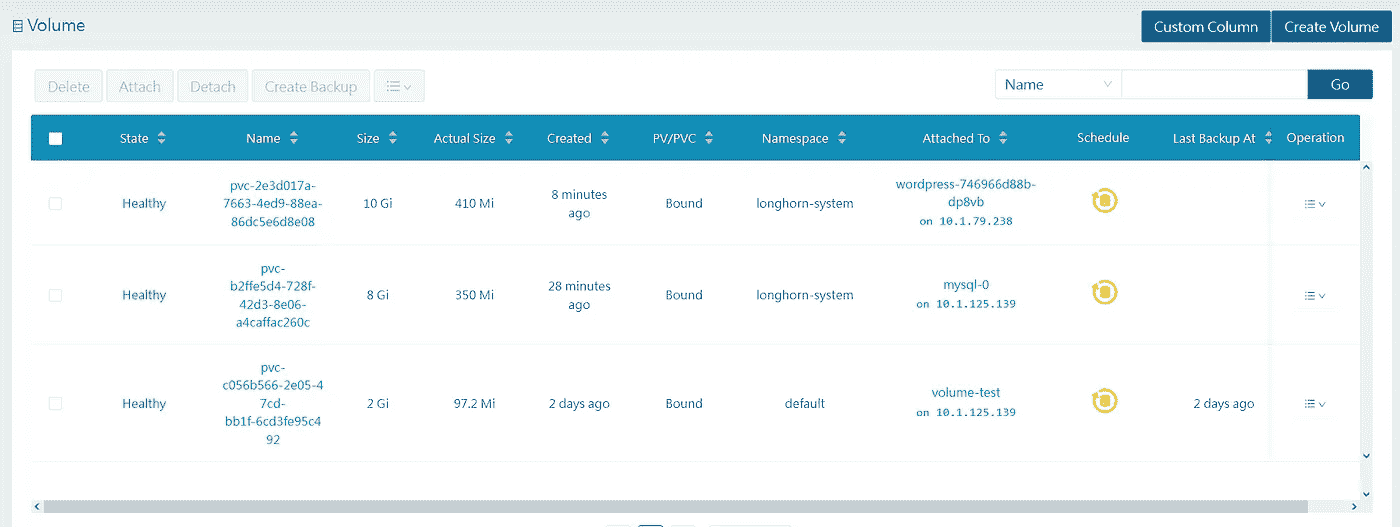 Volume
Custom Column
Create Volume
Delete
Attach
Detach
Create Backup
Name
Go
State
Name
Size
Actual Size
Created
PV/PVC
Namespace
Attached To
Schedule
Last Backup At
Operation
Healthy
pvc-2e3d017a-
7663-4ed9-88ea-
86dc5e6d8e08
10 Gi
410 Mi
8 minutes
ago
Bound
longhorn-system
wordpress-746966d88b-
dp8vb
on 10.1.79.238
Healthy
pvc-
b2ffe5d4-728f-
42d3-8e06-
a4caffac260c
8 Gi
350 Mi
28 minutes
ago
Bound
longhorn-system
mysql-0
on 10.1.125.139
Healthy
pvc-
c056b566-2e05-4
7cd-
bb1f-6cd3fe95c4
92
2 Gi
97.2 Mi
2 days ago
Bound
default
volume-test
on 10.1.125.139
2 days ago